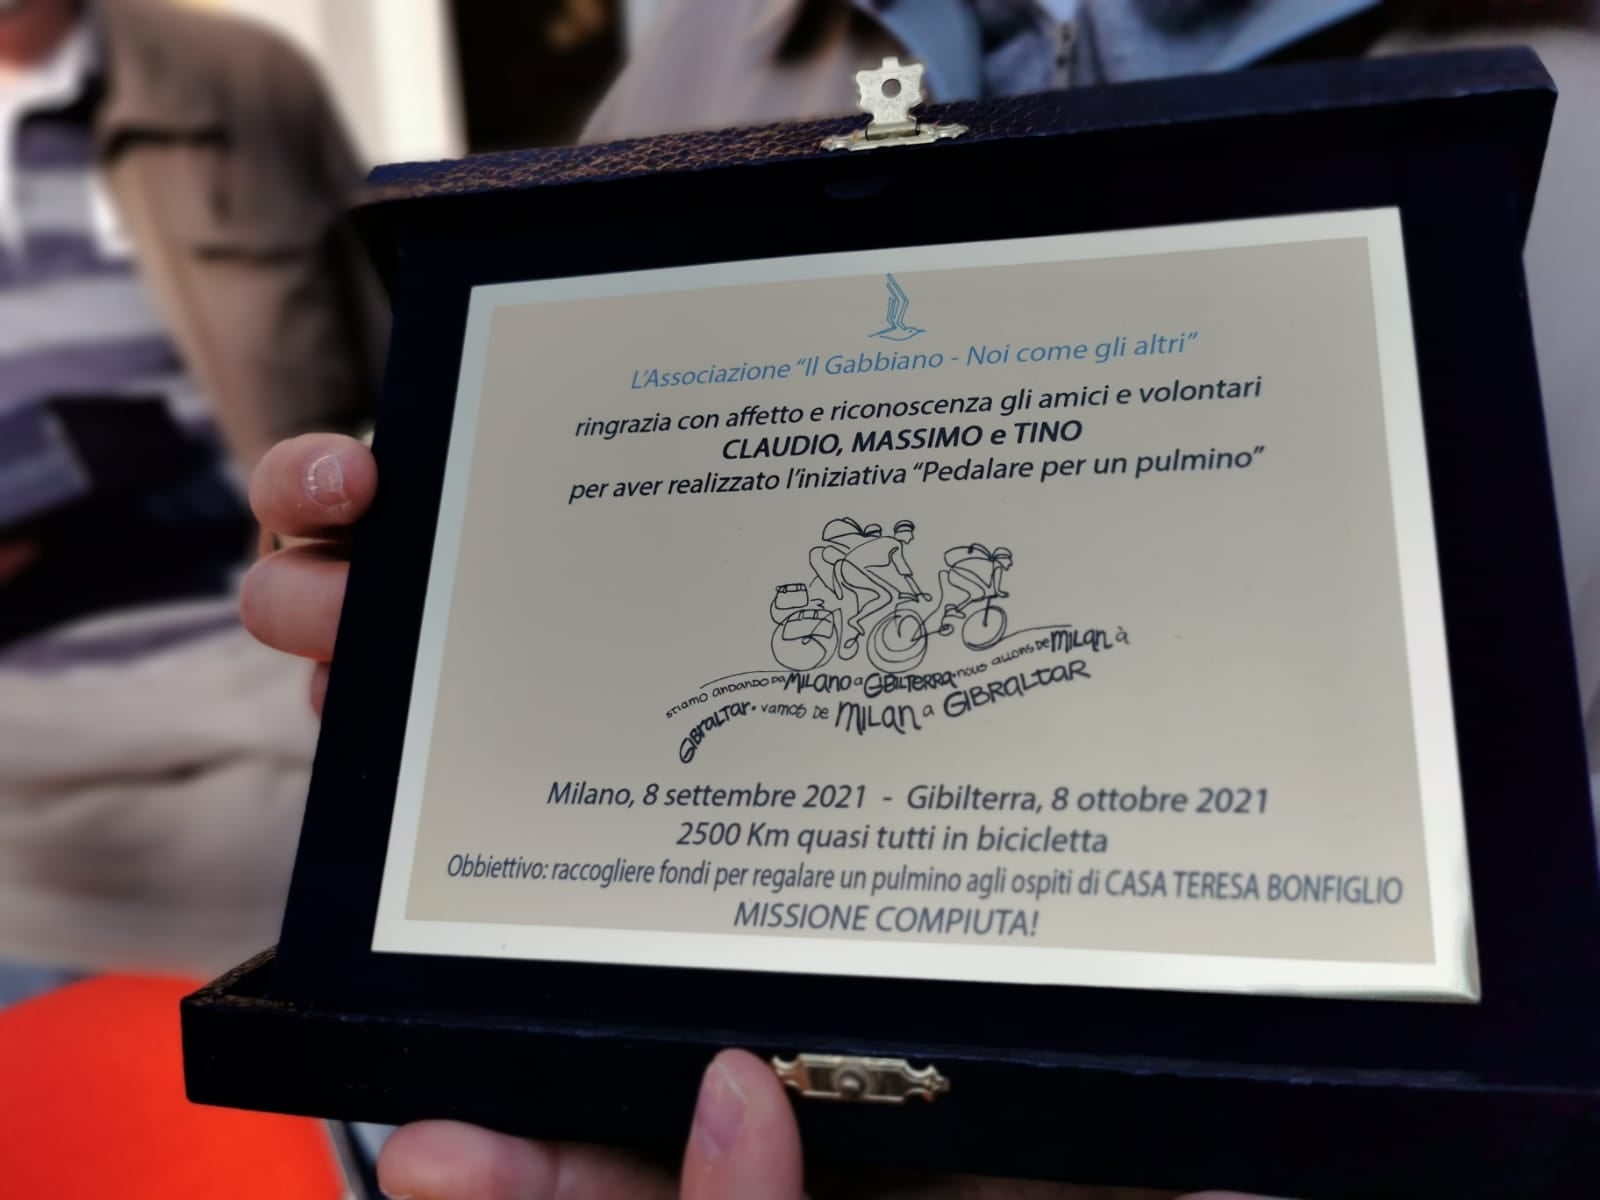 L'Associazione "Il Gabbiano - Noi come gli altri"
ringrazia con affetto e riconoscenza gli amici e volontari
CLAUDIO, MASSIMO e TINO
per aver realizzato l'iniziativa "Pedalare per un pulmino"
STIAMO ANDANDO DA MILANO a GIBILTERRA. NOUS ALLONS DE MILAN à
GIBRALTAR. VAMOS DE MILAN a GIBRALTAR
Milano, 8 settembre 2021 - Gibilterra, 8 ottobre 2021
2500 Km quasi tutti in bicicletta
Obbiettivo: raccogliere fondi per regalare un pulmino agli ospiti di CASA TERESA BONFIGLIO
MISSIONE COMPIUTA!